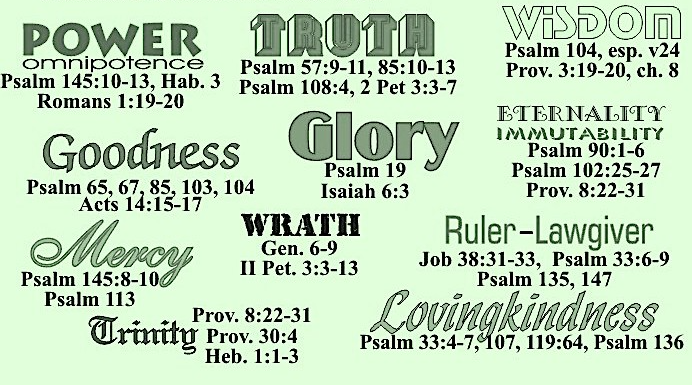 POWER
omnipotence
Psalm 145:10-13, Hab. 3
Romans 1:19-20
TRUTH
Psalm 57:9-11, 85:10-13
Psalm 108:4, 2 Pet 3:3-7
WiSDOM
Psalm 104, esp. v24
Prov. 3:19-20, ch. 8
Goodness
Psalm 65, 67, 85, 103, 104
Acts 14:15-17
Glory
Psalm 19
Isaiah 6:3
ETERNALITY
IMMUTABILITY
Psalm 90:1-6
Psalm 102:25-27
Prov. 8:22-31
Mercy
Psalm 145:8-10
Psalm 113
WRATH
Gen. 6-9
II Pet. 3:3-13
Ruler-Lawgiver
Job 38:31-33, Psalm 33:6-9
Psalm 135, 147
Trinity
Prov. 8:22-31
Prov. 30:4
Heb. 1:1-3
Lovingkindness
Psalm 33:4-7, 107, 119:64, Psalm 136